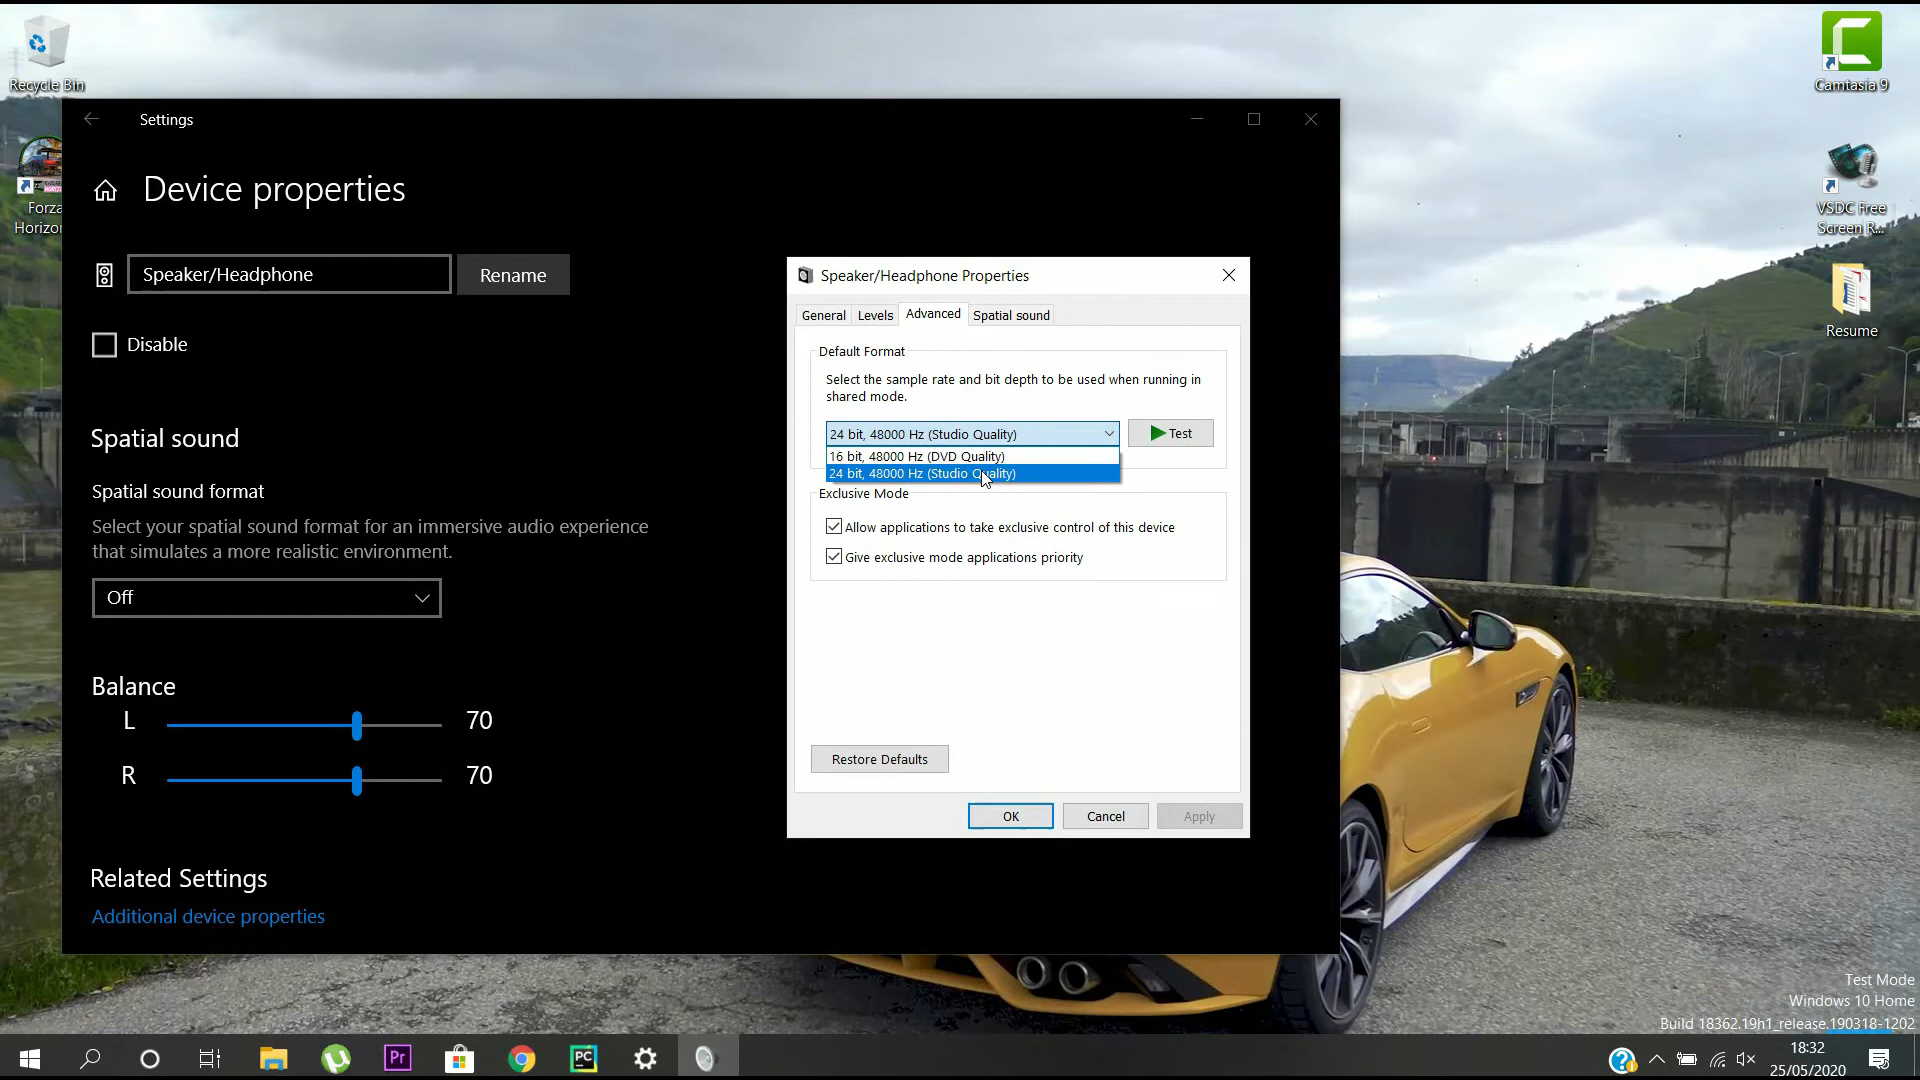 Recycle Bin
Forza
Horizon
Camtasia 9
VSDC Free
Screen R...
Resume
Settings
Device properties
Speaker/Headphone
Rename
Disable
Spatial sound
Spatial sound format
Select your spatial sound format for an immersive audio experience
that simulates a more realistic environment.
Off
Balance
L
70
R
70
Related Settings
Additional device properties
Speaker/Headphone Properties
General
Levels
Advanced
Spatial sound
Default Format
Select the sample rate and bit depth to be used when running in
shared mode.
24 bit, 48000 Hz (Studio Quality)
Test
16 bit, 48000 Hz (DVD Quality)
24 bit, 48000 Hz (Studio Quality)
Exclusive Mode
Allow applications to take exclusive control of this device
Give exclusive mode applications priority
Restore Defaults
OK
Cancel
Apply
Test Mode
Windows 10 Home
Build 18362.19h1_release.190318-1202
Pr
PC
18:32
25/05/2020